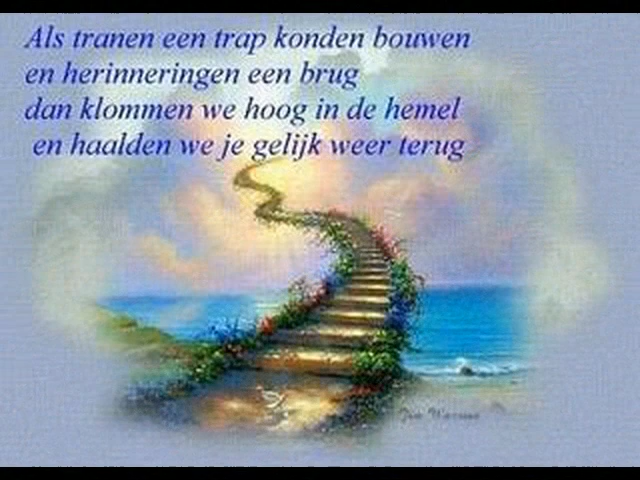 Als tranen een trap konden bouwen
en herinneringen een brug
dan klommen we hoog in de hemel
en haalden we je gelijk weer terug